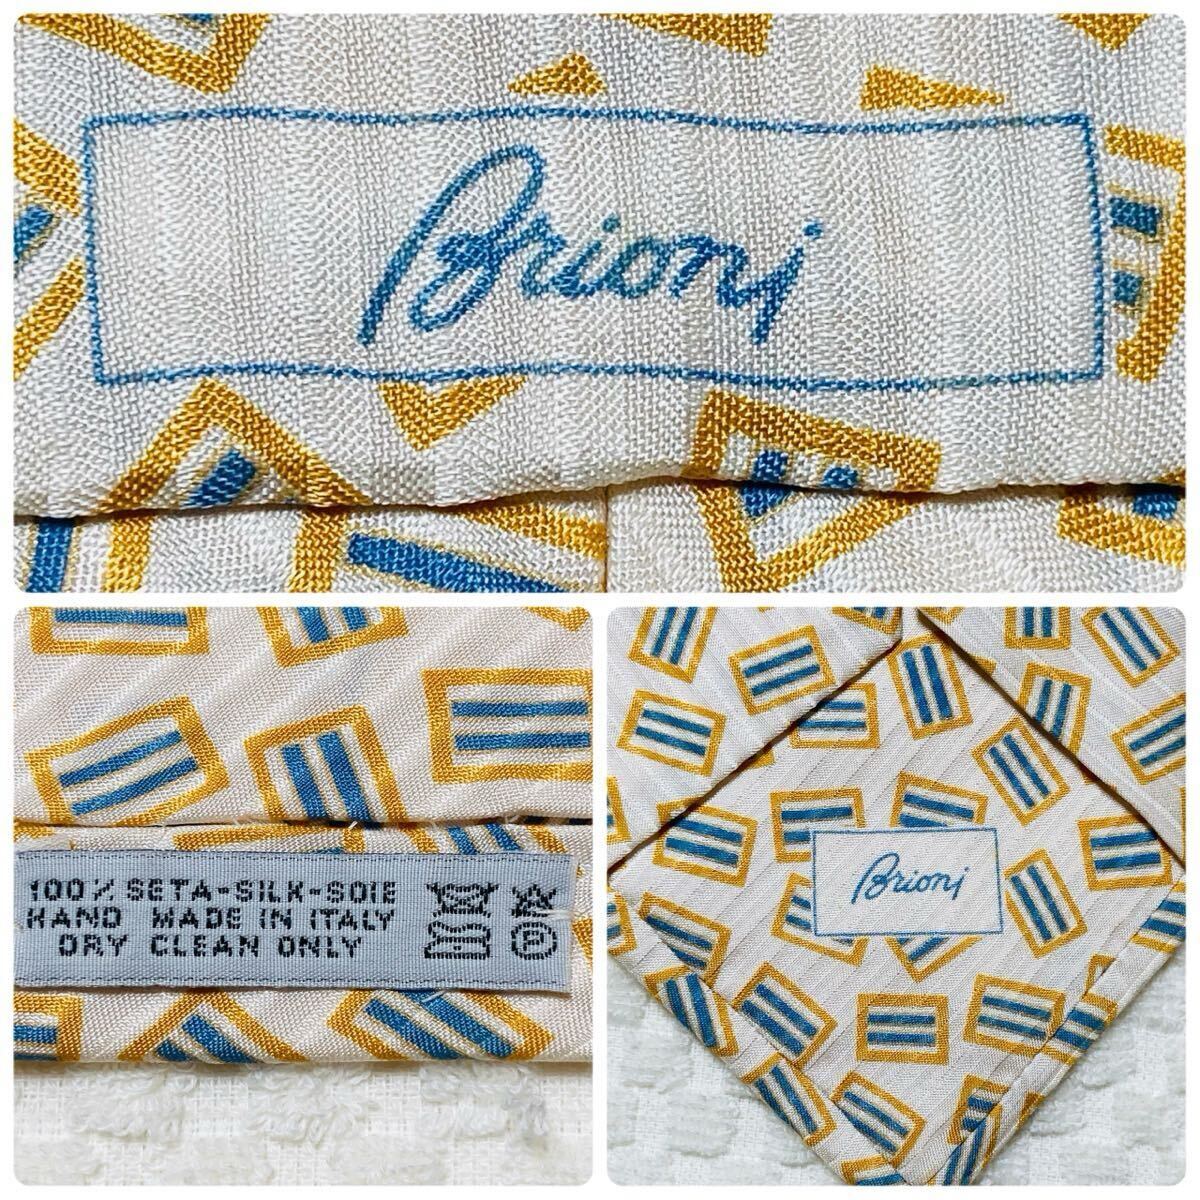 Brioni
100% SETA-SILK-SOIE
HAND MADE IN ITALY
DRY CLEAN ONLY
P
Brioni